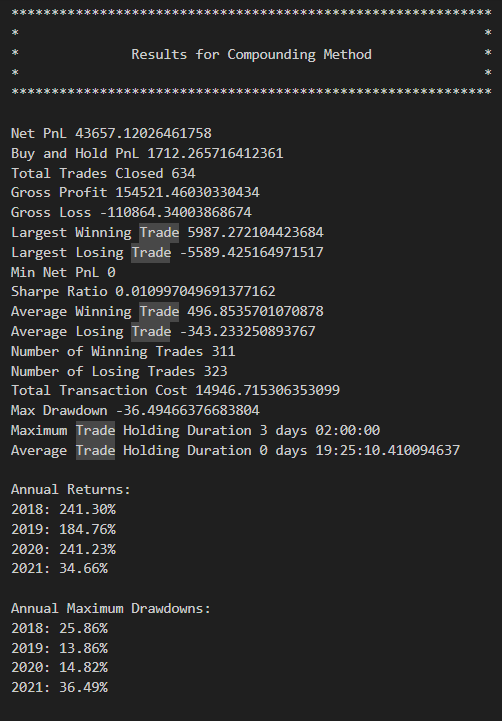 ************************************************************
*                                                          *
*              Results for Compounding Method              *
*                                                          *
************************************************************
Net PnL 43657.12026461758
Buy and Hold PnL 1712.265716412361
Total Trades Closed 634
Gross Profit 154521.46030330434
Gross Loss -110864.34003868674
Largest Winning Trade 5987.272104423684
Largest Losing Trade -5589.425164971517
Min Net PnL 0
Sharpe Ratio 0.010997049691377162
Average Winning Trade 496.8535701070878
Average Losing Trade -343.233250893767
Number of Winning Trades 311
Number of Losing Trades 323
Total Transaction Cost 14946.715306353099
Max Drawdown -36.49466376683804
Maximum Trade Holding Duration 3 days 02:00:00
Average Trade Holding Duration 0 days 19:25:10.410094637
Annual Returns:
2018: 241.30%
2019: 184.76%
2020: 241.23%
2021: 34.66%
Annual Maximum Drawdowns:
2018: 25.86%
2019: 13.86%
2020: 14.82%
2021: 36.49%